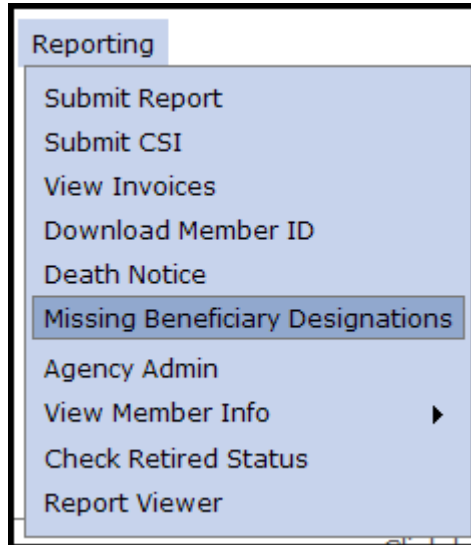 Reporting
Submit Report
Submit CSI
View Invoices
Download Member ID
Death Notice
Missing Beneficiary Designations
Agency Admin
View Member Info
Check Retired Status
Report Viewer